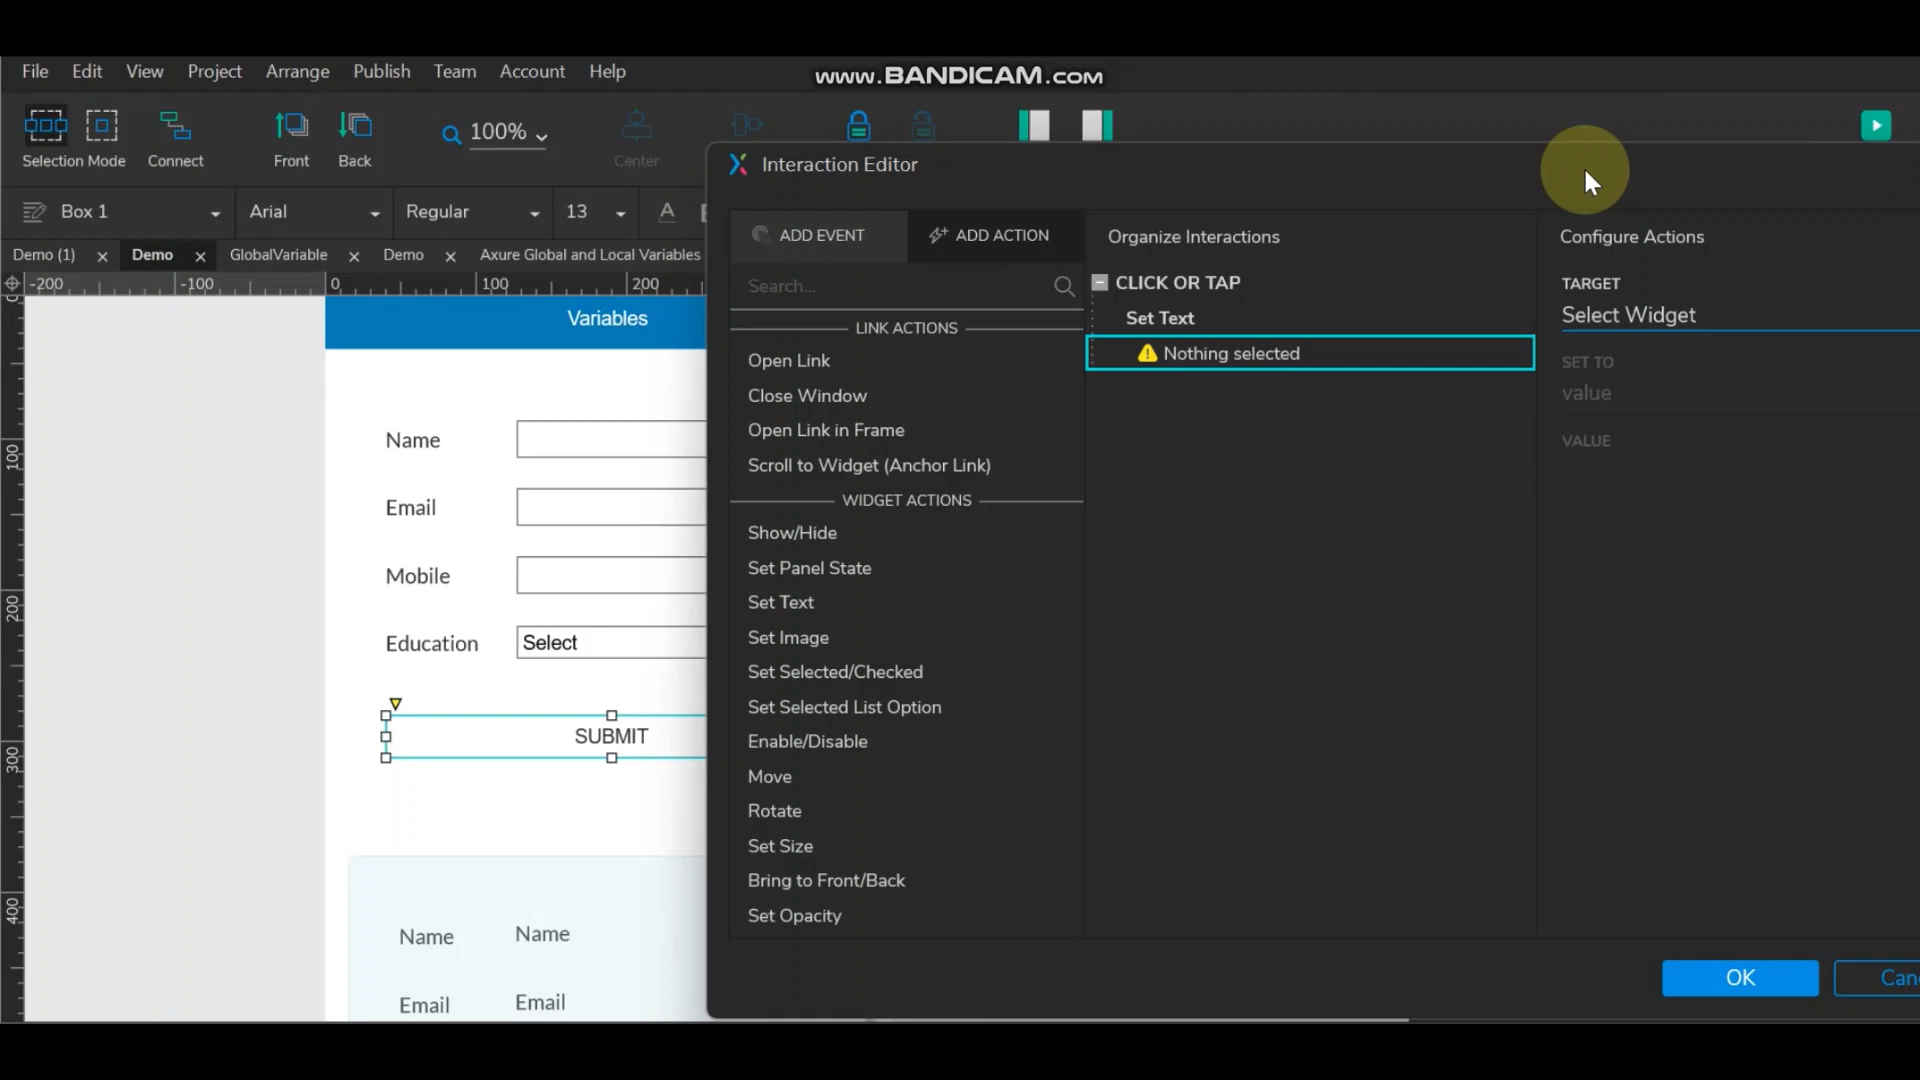 File Edit View Project Arrange Publish Team Account Help
www.BANDICAM.com
Selection Mode Connect Front Back 100% Center
Box 1 Arial Regular 13 A
Demo (1) Demo GlobalVariable Demo Axure Global and Local Variables
-200 -100 0 100 200
100
200
300
400
Variables
Name
Email
Mobile
Education Select
SUBMIT
Name Name
Email Email
Interaction Editor
ADD EVENT ADD ACTION
Search...
LINK ACTIONS
Open Link
Close Window
Open Link in Frame
Scroll to Widget (Anchor Link)
WIDGET ACTIONS
Show/Hide
Set Panel State
Set Text
Set Image
Set Selected/Checked
Set Selected List Option
Enable/Disable
Move
Rotate
Set Size
Bring to Front/Back
Set Opacity
Organize Interactions
CLICK OR TAP
Set Text
Nothing selected
Configure Actions
TARGET
Select Widget
SET TO
value
VALUE
OK Canc